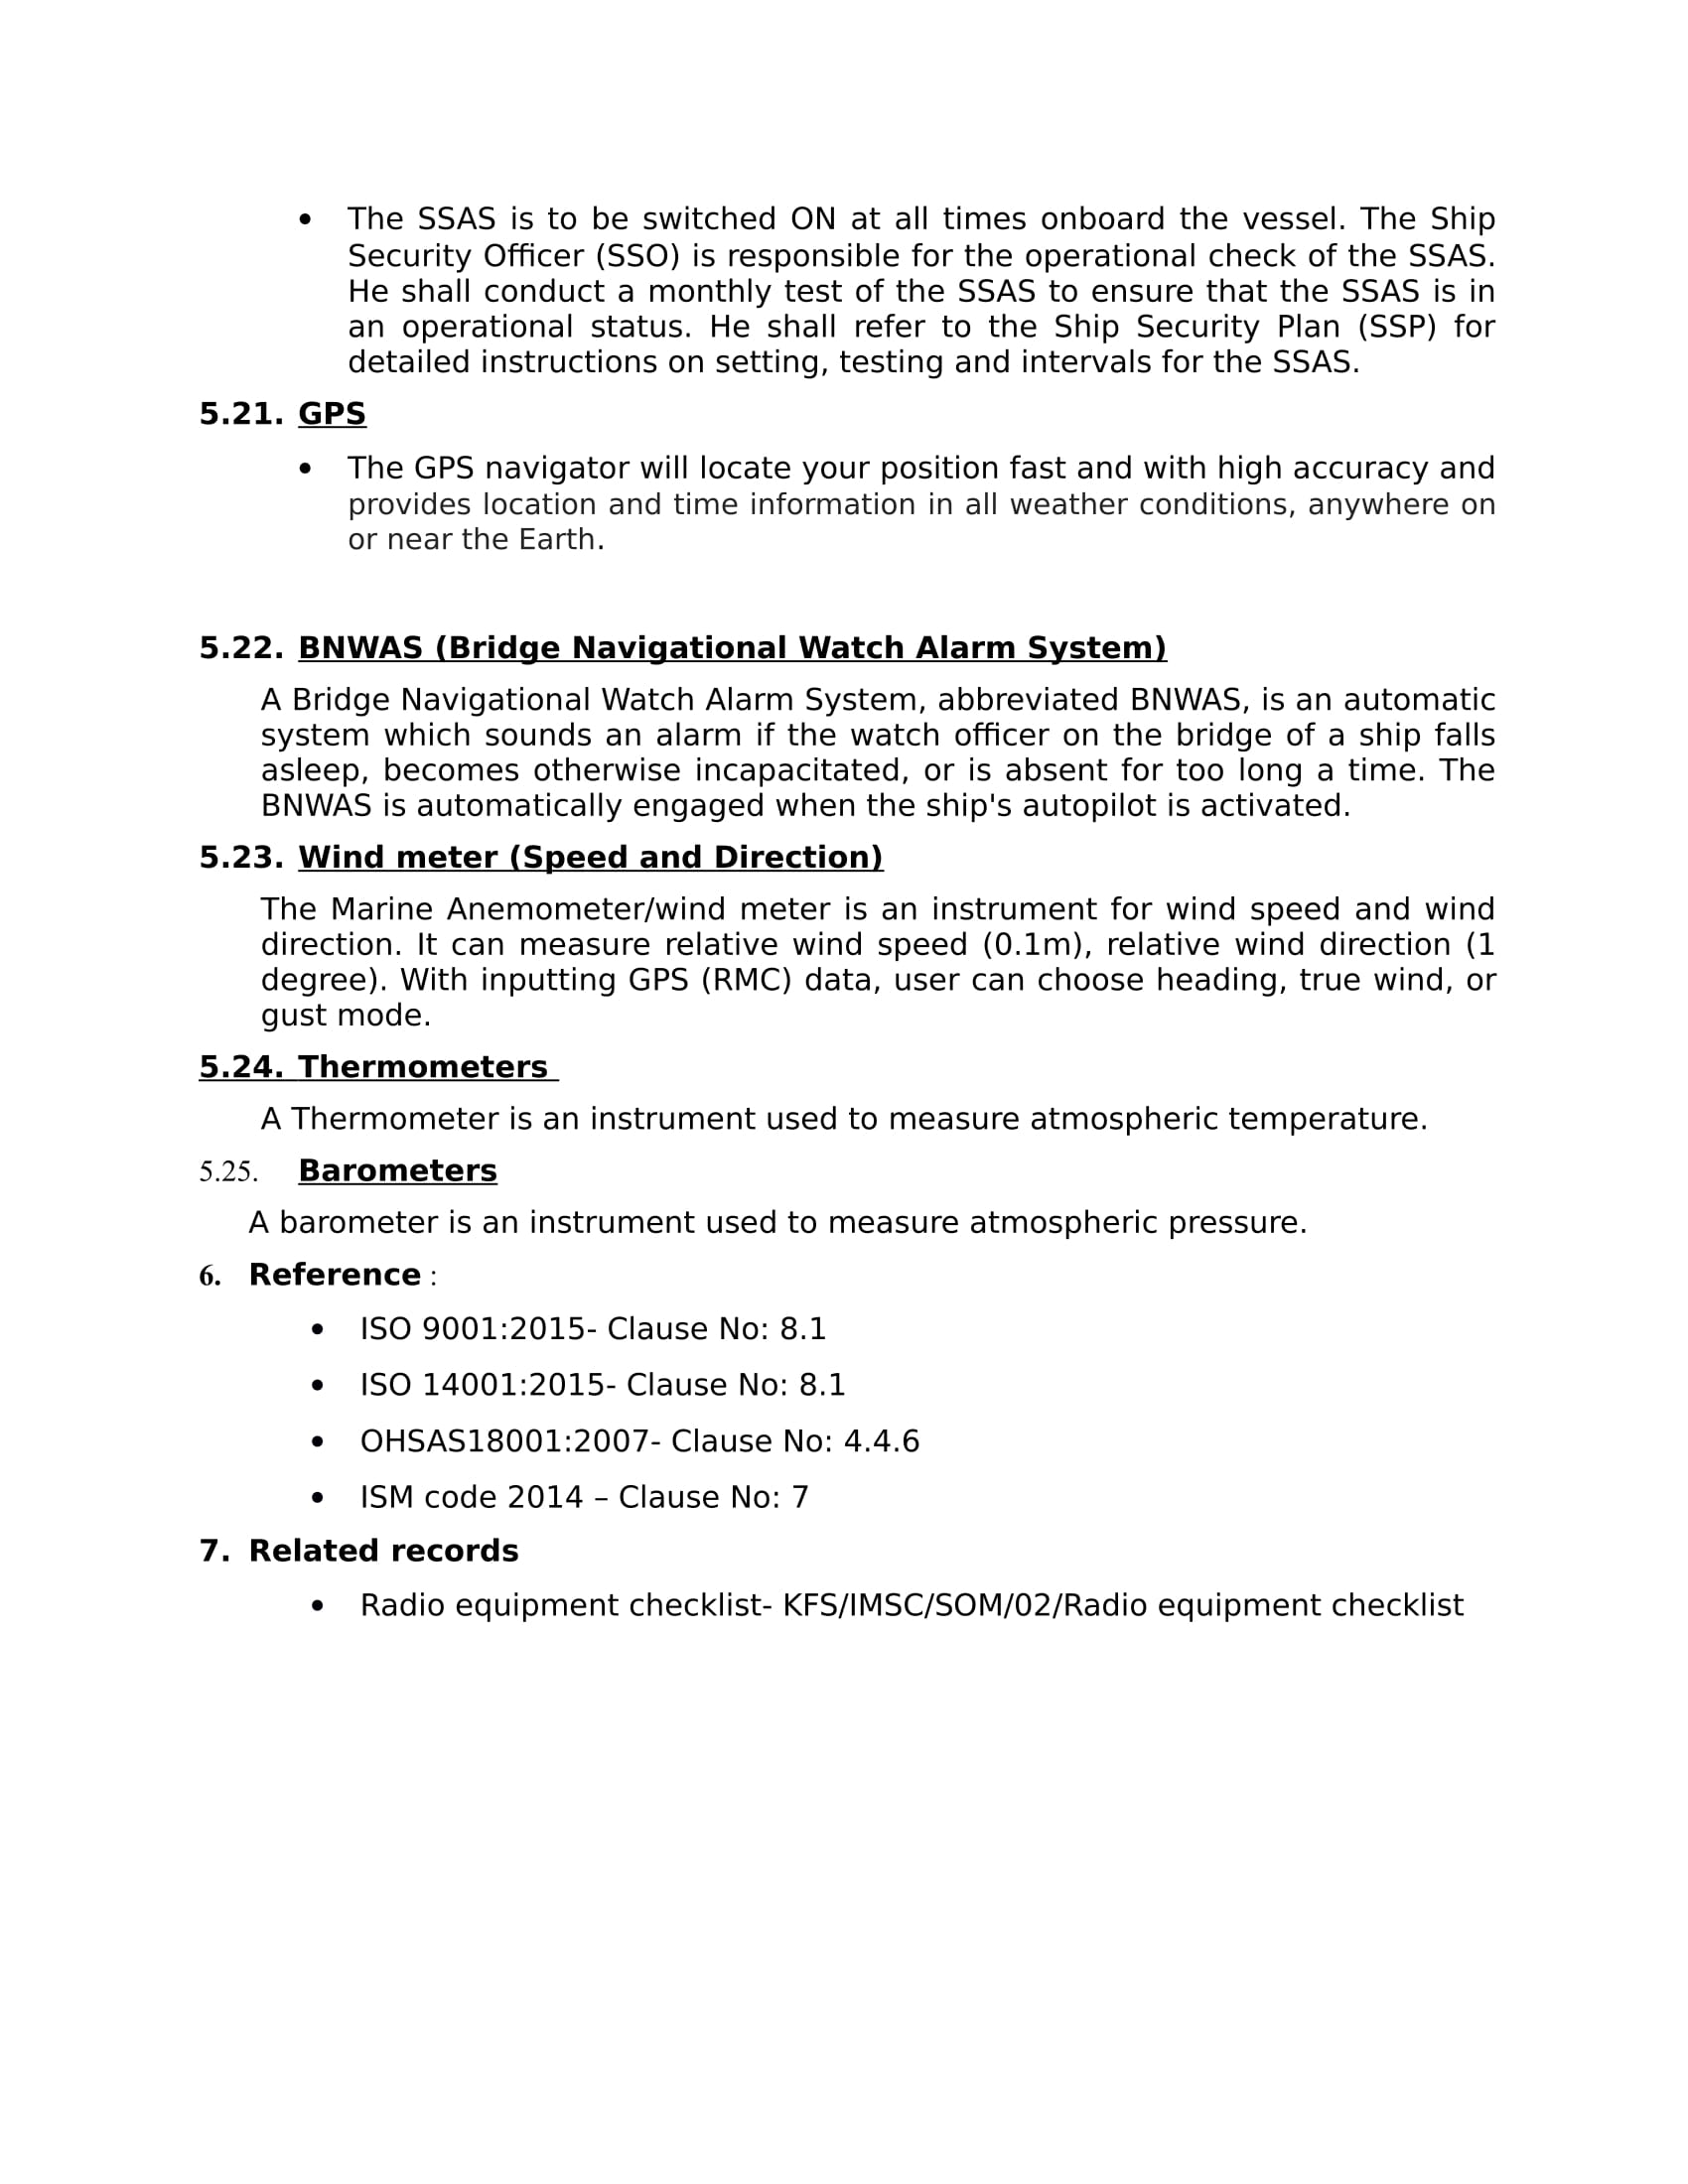 • The SSAS is to be switched ON at all times onboard the vessel. The Ship
Security Officer (SSO) is responsible for the operational check of the SSAS.
He shall conduct a monthly test of the SSAS to ensure that the SSAS is in
an operational status. He shall refer to the Ship Security Plan (SSP) for
detailed instructions on setting, testing and intervals for the SSAS.
5.21. GPS
• The GPS navigator will locate your position fast and with high accuracy and
provides location and time information in all weather conditions, anywhere on
or near the Earth.
5.22. BNWAS (Bridge Navigational Watch Alarm System)
A Bridge Navigational Watch Alarm System, abbreviated BNWAS, is an automatic
system which sounds an alarm if the watch officer on the bridge of a ship falls
asleep, becomes otherwise incapacitated, or is absent for too long a time. The
BNWAS is automatically engaged when the ship's autopilot is activated.
5.23. Wind meter (Speed and Direction)
The Marine Anemometer/wind meter is an instrument for wind speed and wind
direction. It can measure relative wind speed (0.1m), relative wind direction (1
degree). With inputting GPS (RMC) data, user can choose heading, true wind, or
gust mode.
5.24. Thermometers
A Thermometer is an instrument used to measure atmospheric temperature.
5.25. Barometers
A barometer is an instrument used to measure atmospheric pressure.
6. Reference :
• ISO 9001:2015- Clause No: 8.1
• ISO 14001:2015- Clause No: 8.1
• OHSAS18001:2007- Clause No: 4.4.6
• ISM code 2014 – Clause No: 7
7. Related records
• Radio equipment checklist- KFS/IMSC/SOM/02/Radio equipment checklist